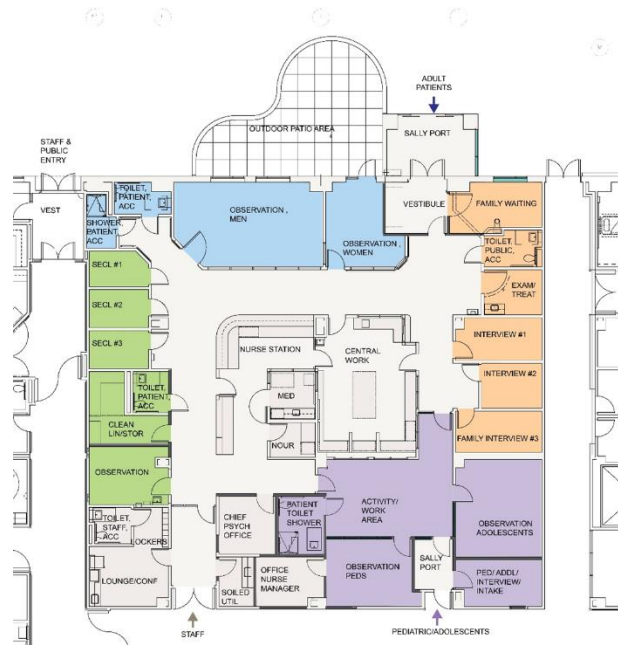 ADULT
PATIENTS
OUTDOOR PATIO AREA
SALLY PORT
STAFF &
PUBLIC
ENTRY
VEST
TOILET,
PATIENT,
ACC
SHOWER,
PATIENT
ACC
OBSERVATION ,
MEN
OBSERVATION ,
WOMEN
VESTIBULE
FAMILY WAITING
TOILET,
PUBLIC,
ACC
SECL #1
EXAM/
TREAT
SECL #2
SECL #3
NURSE STATION
CENTRAL
WORK
INTERVIEW #1
INTERVIEW #2
TOILET,
PATIENT,
ACC
MED
CLEAN
LIN/STOR
NOUR
FAMILY INTERVIEW #3
OBSERVATION
ACTIVITY/
WORK
AREA
PATIENT
TOILET
SHOWER
OBSERVATION
ADOLESCENTS
TOILET,
STAFF,
ACC
LOCKERS
CHIEF
PSYCH
OFFICE
LOUNGE/CONF
SOILED
UTIL
OFFICE
NURSE
MANAGER
OBSERVATION
PEDS
SALLY
PORT
PED/ ADDL/
INTERVIEW/
INTAKE
STAFF
PEDIATRIC/ADOLESCENTS